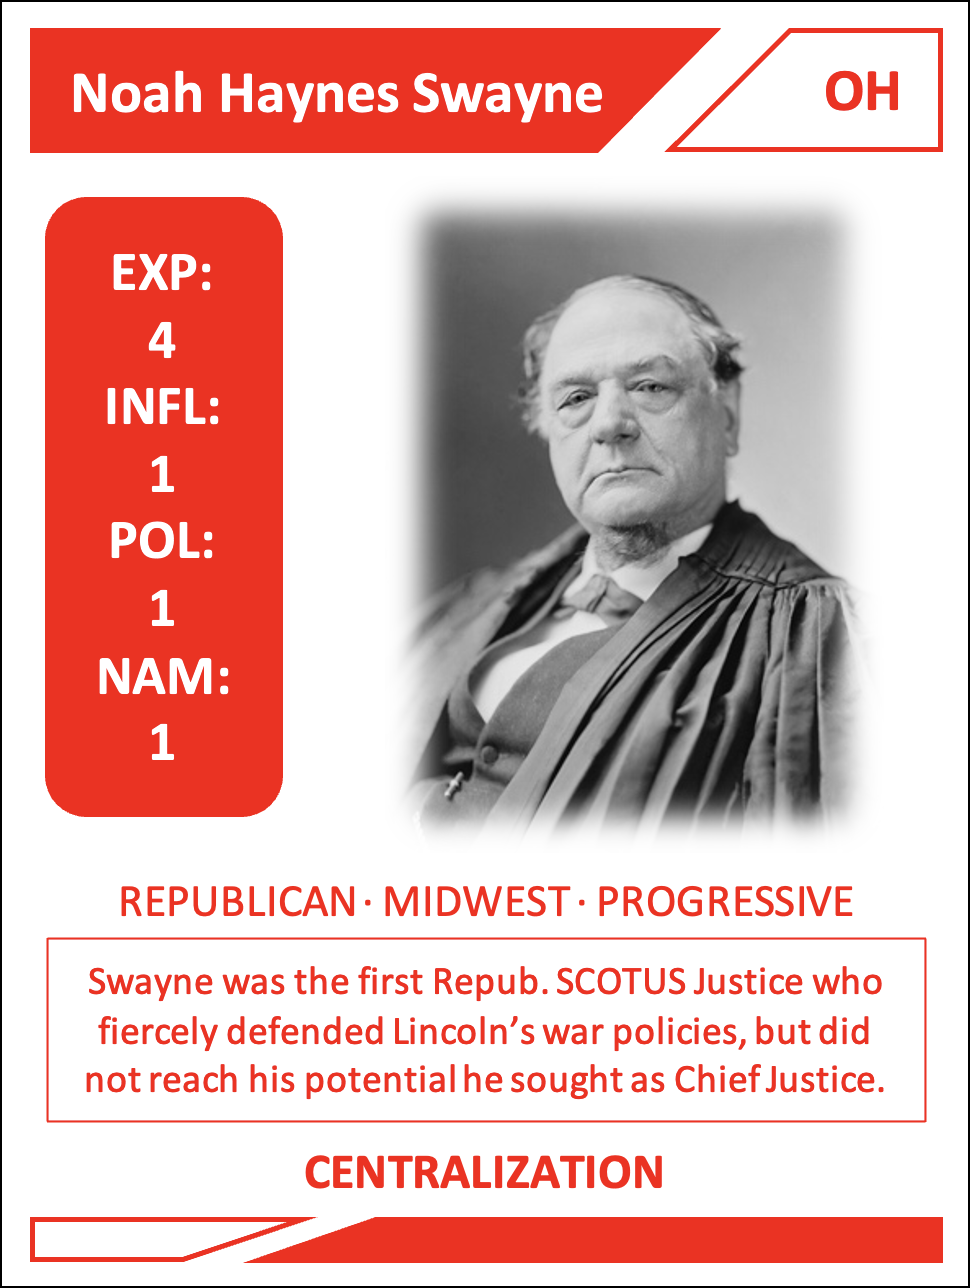 Noah Haynes Swayne
OH
EXP:
4
INFL:
1
POL:
1
NAM:
1
REPUBLICAN · MIDWEST · PROGRESSIVE
Swayne was the first Repub. SCOTUS Justice who
fiercely defended Lincoln’s war policies, but did
not reach his potential he sought as Chief Justice.
CENTRALIZATION